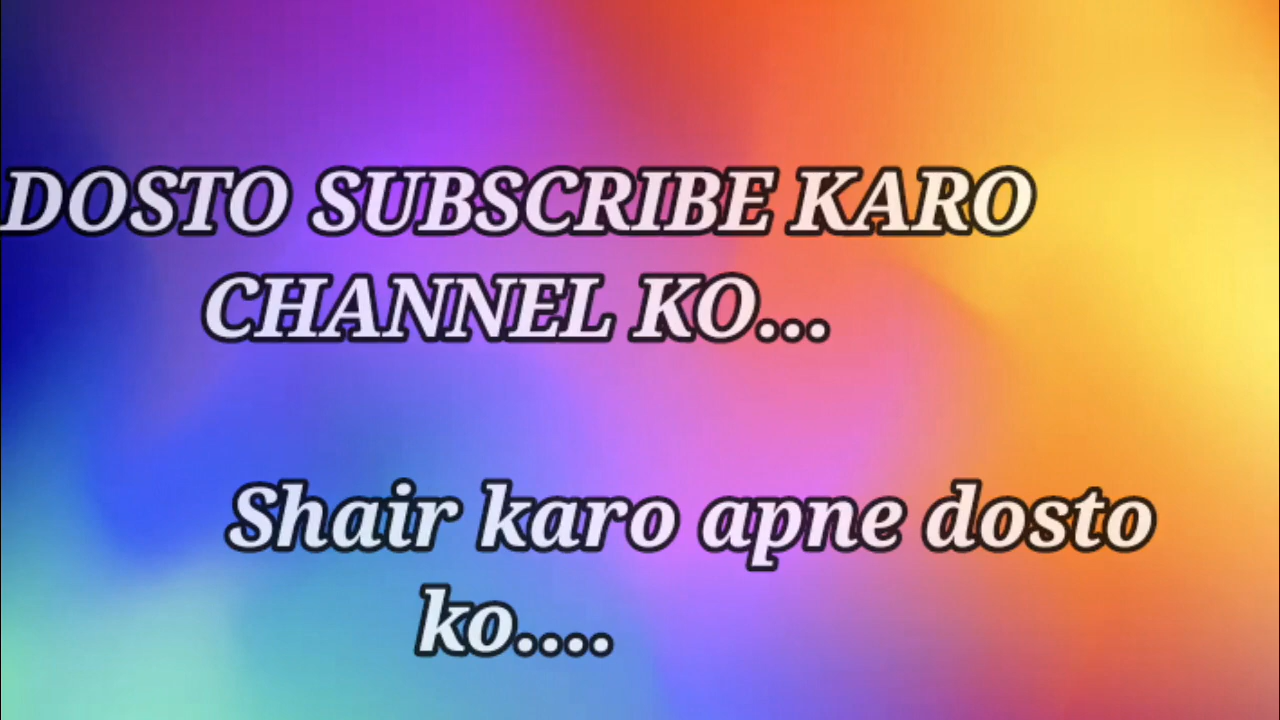 DOSTO SUBSCRIBE KARO
CHANNEL KO...
Shair karo apne dosto
ko....